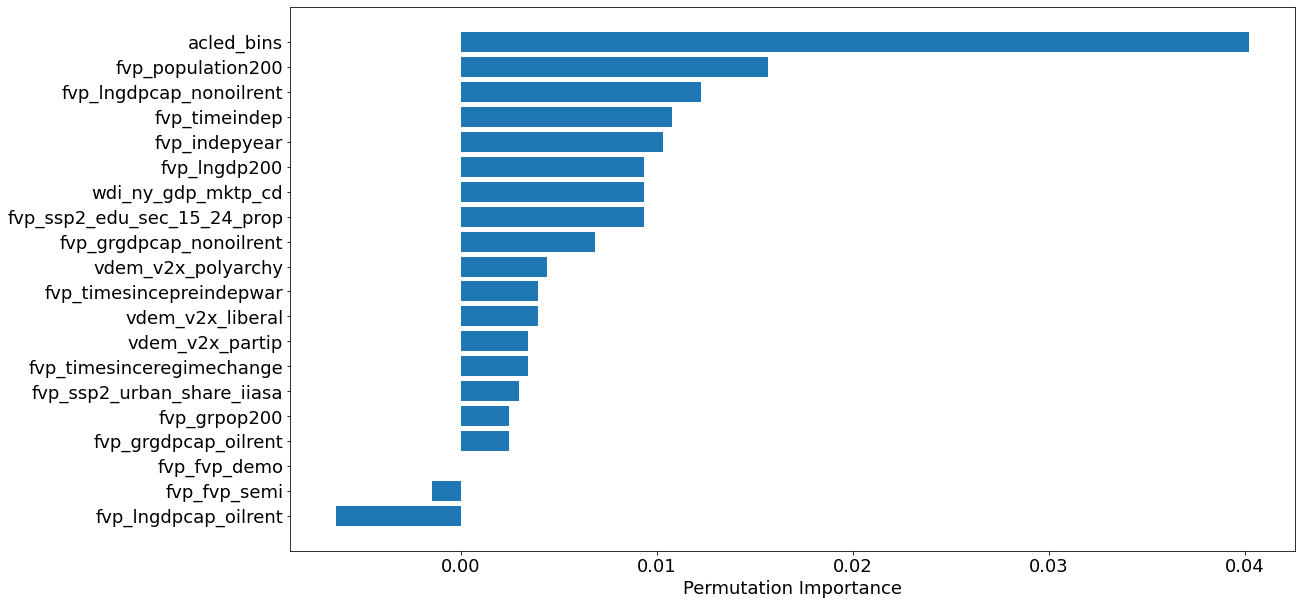 acled_bins
fvp_population200
fvp_lngdpcap_nonoilrent
fvp_timeindep
fvp_indepyear
fvp_lngdp200
wdi_ny_gdp_mktp_cd
fvp_ssp2_edu_sec_15_24_prop
fvp_grgdpcap_nonoilrent
vdem_v2x_polyarchy
fvp_timesincepreindepwar
vdem_v2x_liberal
vdem_v2x_partip
fvp_timesinceregimechange
fvp_ssp2_urban_share_iiasa
fvp_grpop200
fvp_grgdpcap_oilrent
fvp_fvp_demo
fvp_fvp_semi
fvp_lngdpcap_oilrent
0.00 0.01 0.02 0.03 0.04
Permutation Importance